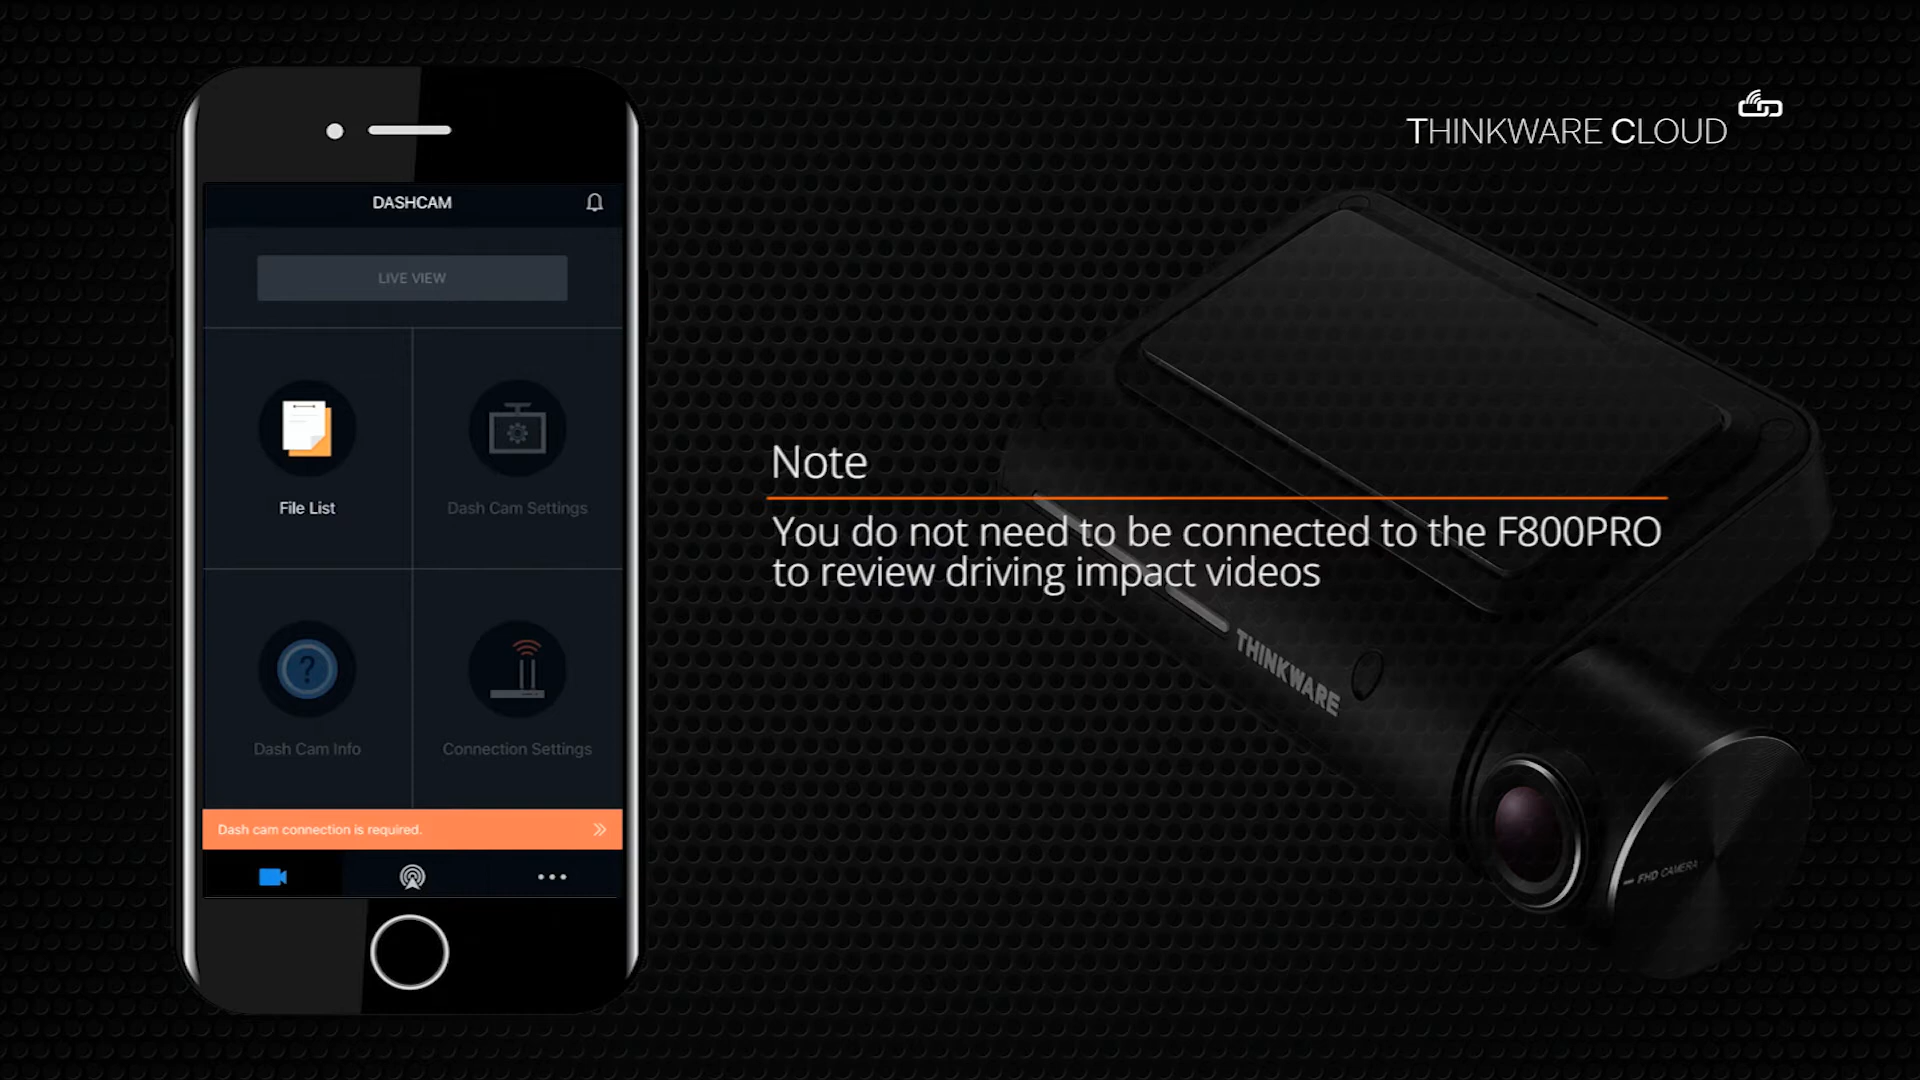 THINKWARE CLOUD
DASHCAM
LIVE VIEW
File List
Dash Cam Settings
Dash Cam Info
Connection Settings
Dash cam connection is required.
Note
You do not need to be connected to the F800PRO
to review driving impact videos
THINKWARE
FHD CAMERA